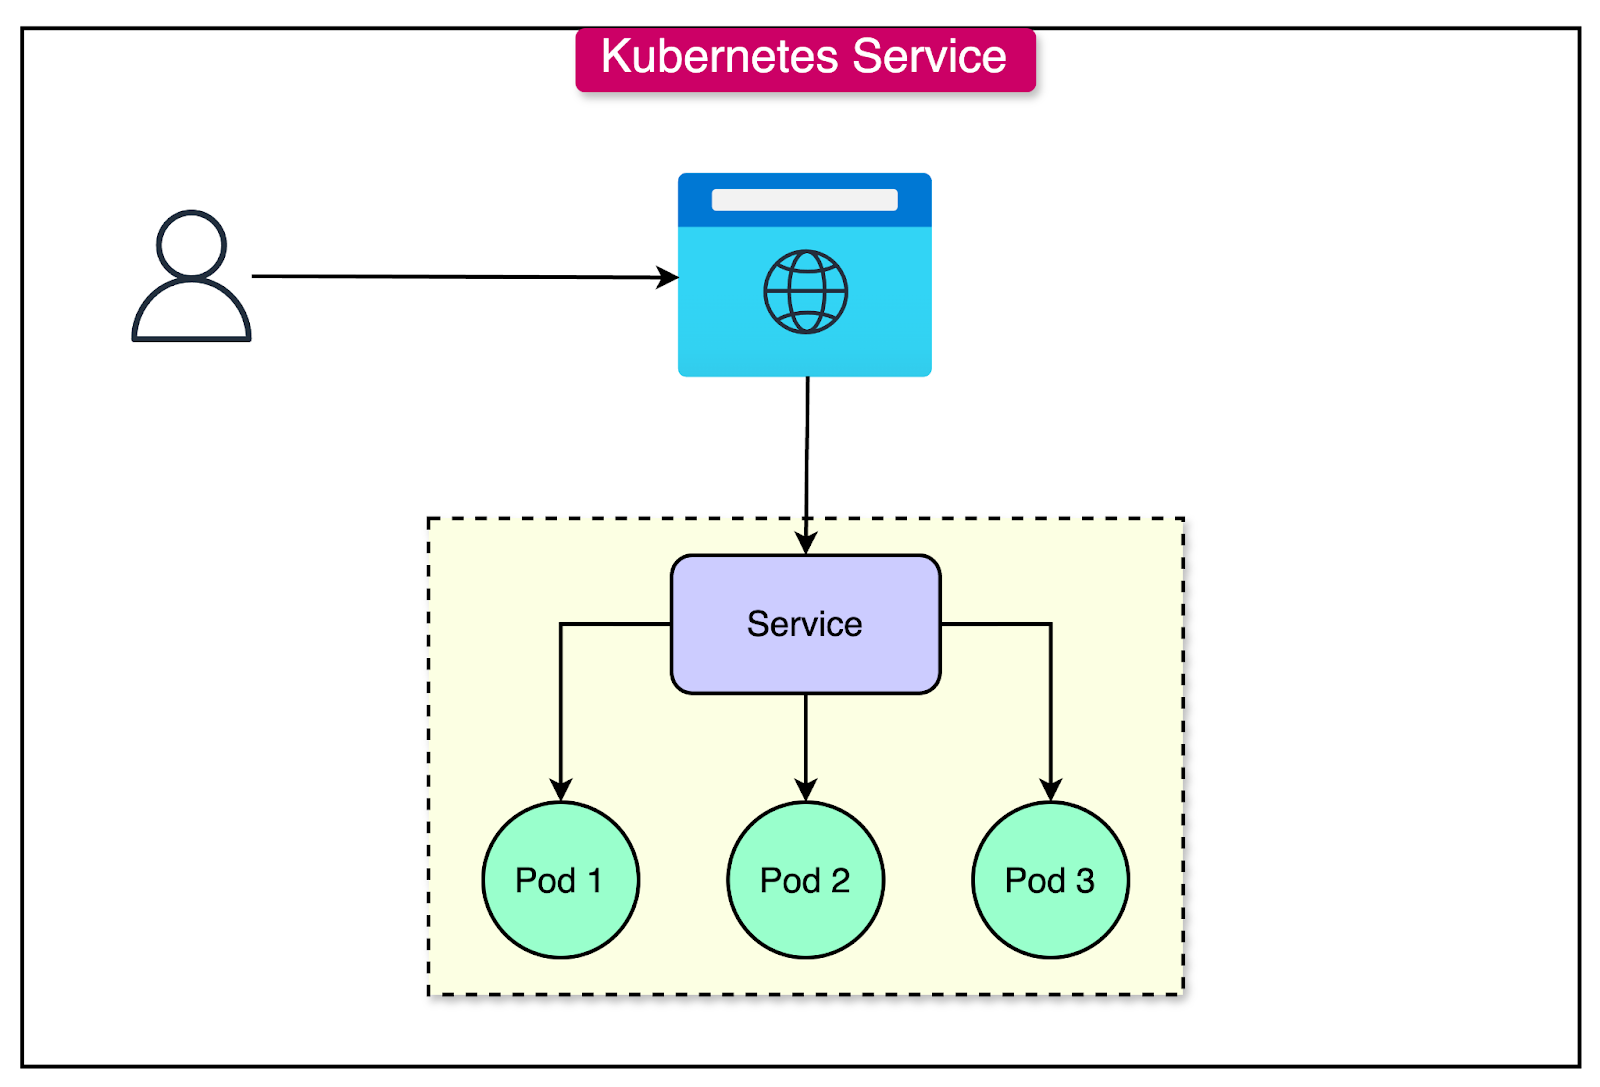 Kubernetes Service
Service
Pod 1
Pod 2
Pod 3